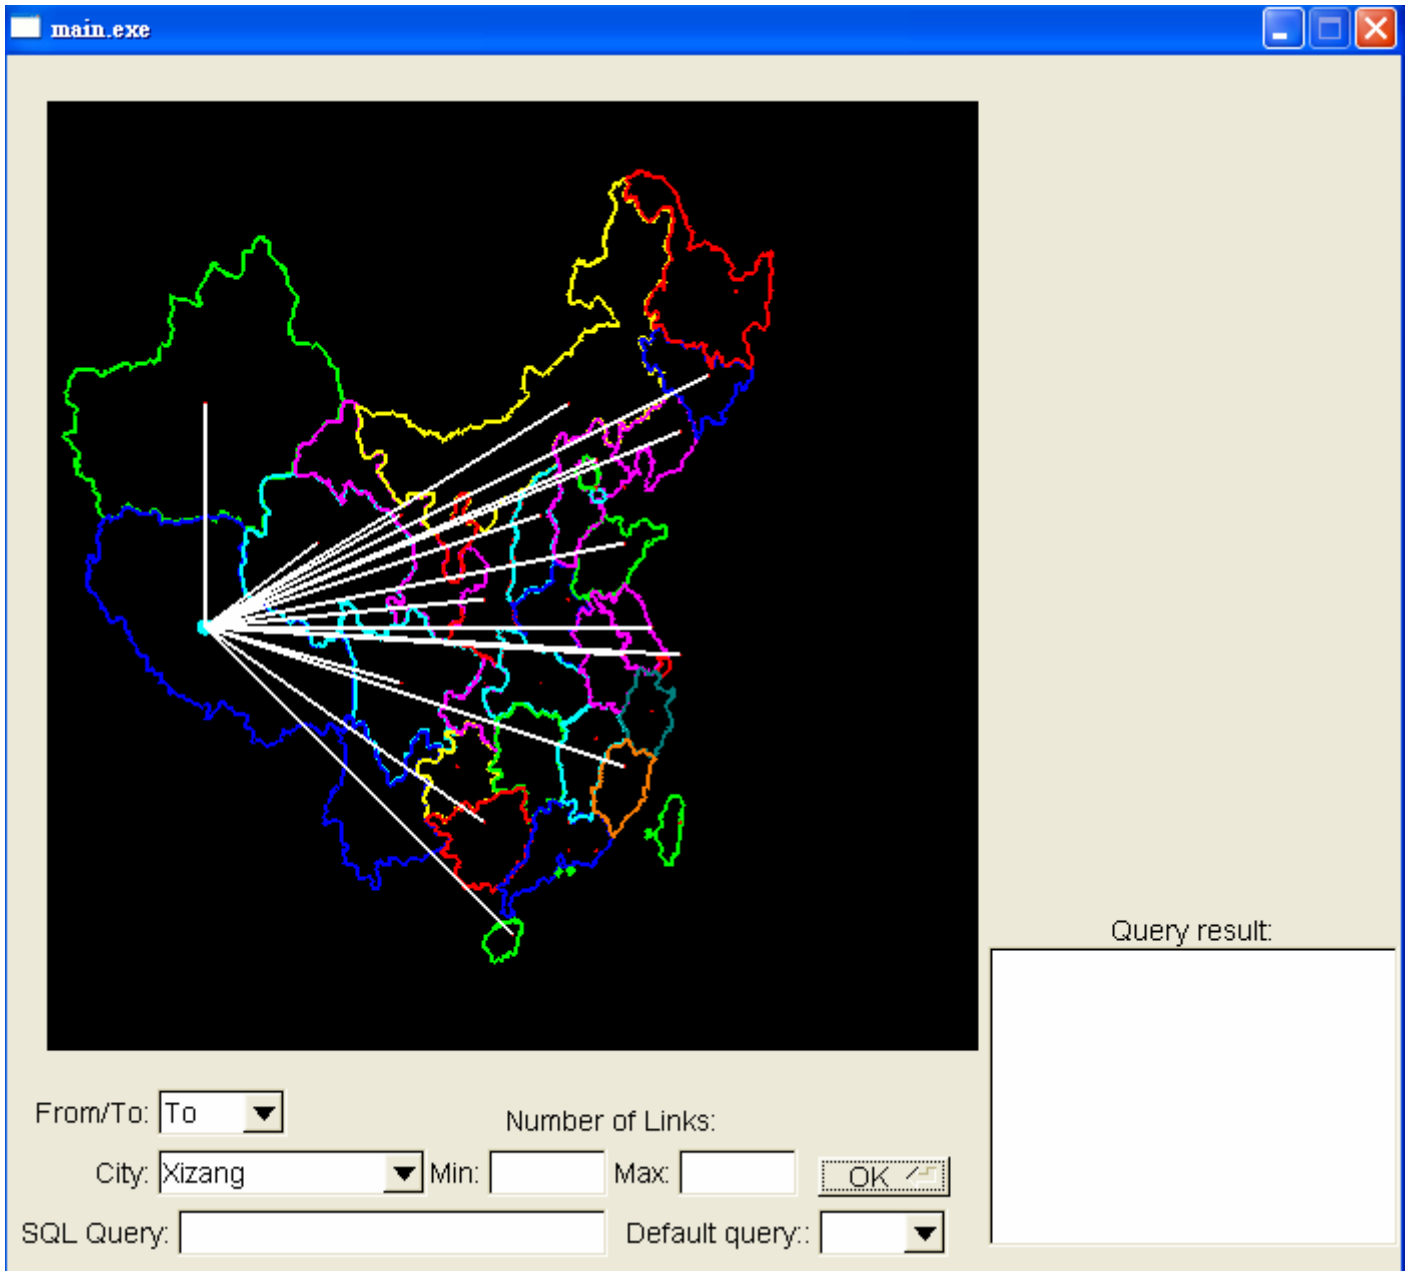 main.exe
Query result:
From/To: To
Number of Links:
City: Xizang Min: Max: OK
SQL Query: Default query::